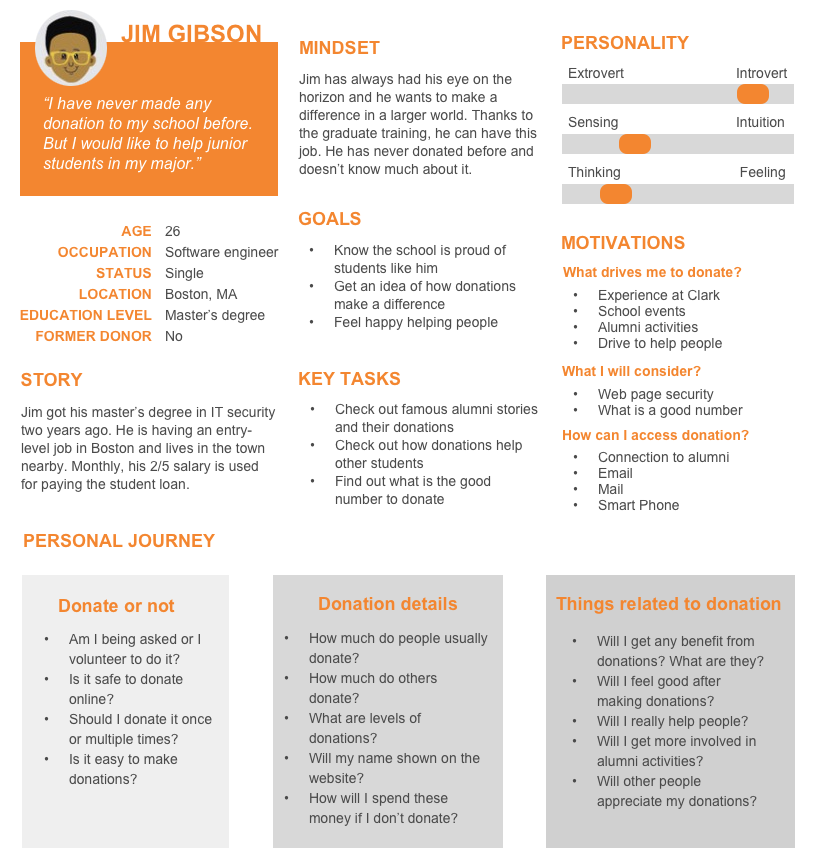 JIM GIBSON
“I have never made any
donation to my school before.
But I would like to help junior
students in my major.”
AGE 26
OCCUPATION Software engineer
STATUS Single
LOCATION Boston, MA
EDUCATION LEVEL Master’s degree
FORMER DONOR No
STORY
Jim got his master’s degree in IT security
two years ago. He is having an entry-
level job in Boston and lives in the town
nearby. Monthly, his 2/5 salary is used
for paying the student loan.
MINDSET
Jim has always had his eye on the
horizon and he wants to make a
difference in a larger world. Thanks to
the graduate training, he can have this
job. He has never donated before and
doesn’t know much about it.
GOALS
• Know the school is proud of
students like him
• Get an idea of how donations
make a difference
• Feel happy helping people
KEY TASKS
• Check out famous alumni stories
and their donations
• Check out how donations help
other students
• Find out what is the good
number to donate
PERSONALITY
Extrovert Introvert
Sensing Intuition
Thinking Feeling
MOTIVATIONS
What drives me to donate?
• Experience at Clark
• School events
• Alumni activities
• Drive to help people
What I will consider?
• Web page security
• What is a good number
How can I access donation?
• Connection to alumni
• Email
• Mail
• Smart Phone
PERSONAL JOURNEY
Donate or not
• Am I being asked or I
volunteer to do it?
• Is it safe to donate
online?
• Should I donate it once
or multiple times?
• Is it easy to make
donations?
Donation details
• How much do people usually
donate?
• How much do others
donate?
• What are levels of
donations?
• Will my name shown on the
website?
• How will I spend these
money if I don’t donate?
Things related to donation
• Will I get any benefit from
donations? What are they?
• Will I feel good after
making donations?
• Will I really help people?
• Will I get more involved in
alumni activities?
• Will other people
appreciate my donations?